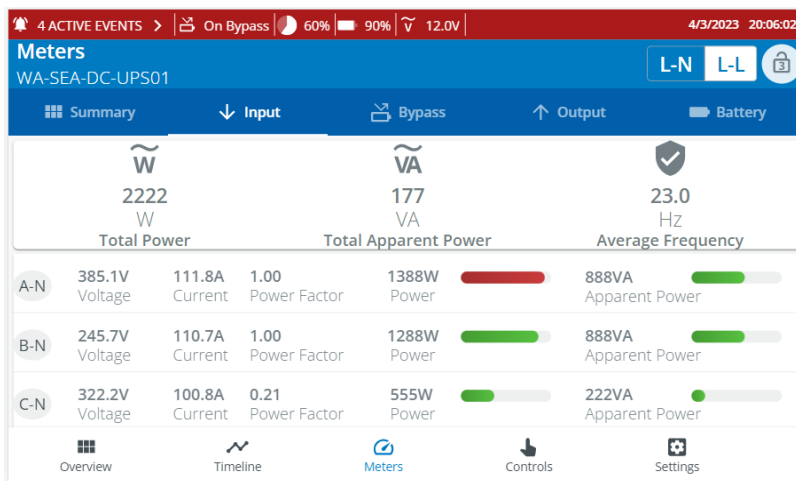 4 ACTIVE EVENTS > On Bypass 60% 90% V 12.0V 4/3/2023 20:06:02
Meters
WA-SEA-DC-UPS01
L-N L-L 3
Summary Input Bypass Output Battery
W VA
2222 177 23.0
W VA Hz
Total Power Total Apparent Power Average Frequency
A-N 385.1V 111.8A 1.00 1388W 888VA
Voltage Current Power Factor Power Apparent Power
B-N 245.7V 110.7A 1.00 1288W 888VA
Voltage Current Power Factor Power Apparent Power
C-N 322.2V 100.8A 0.21 555W 222VA
Voltage Current Power Factor Power Apparent Power
Overview Timeline Meters Controls Settings